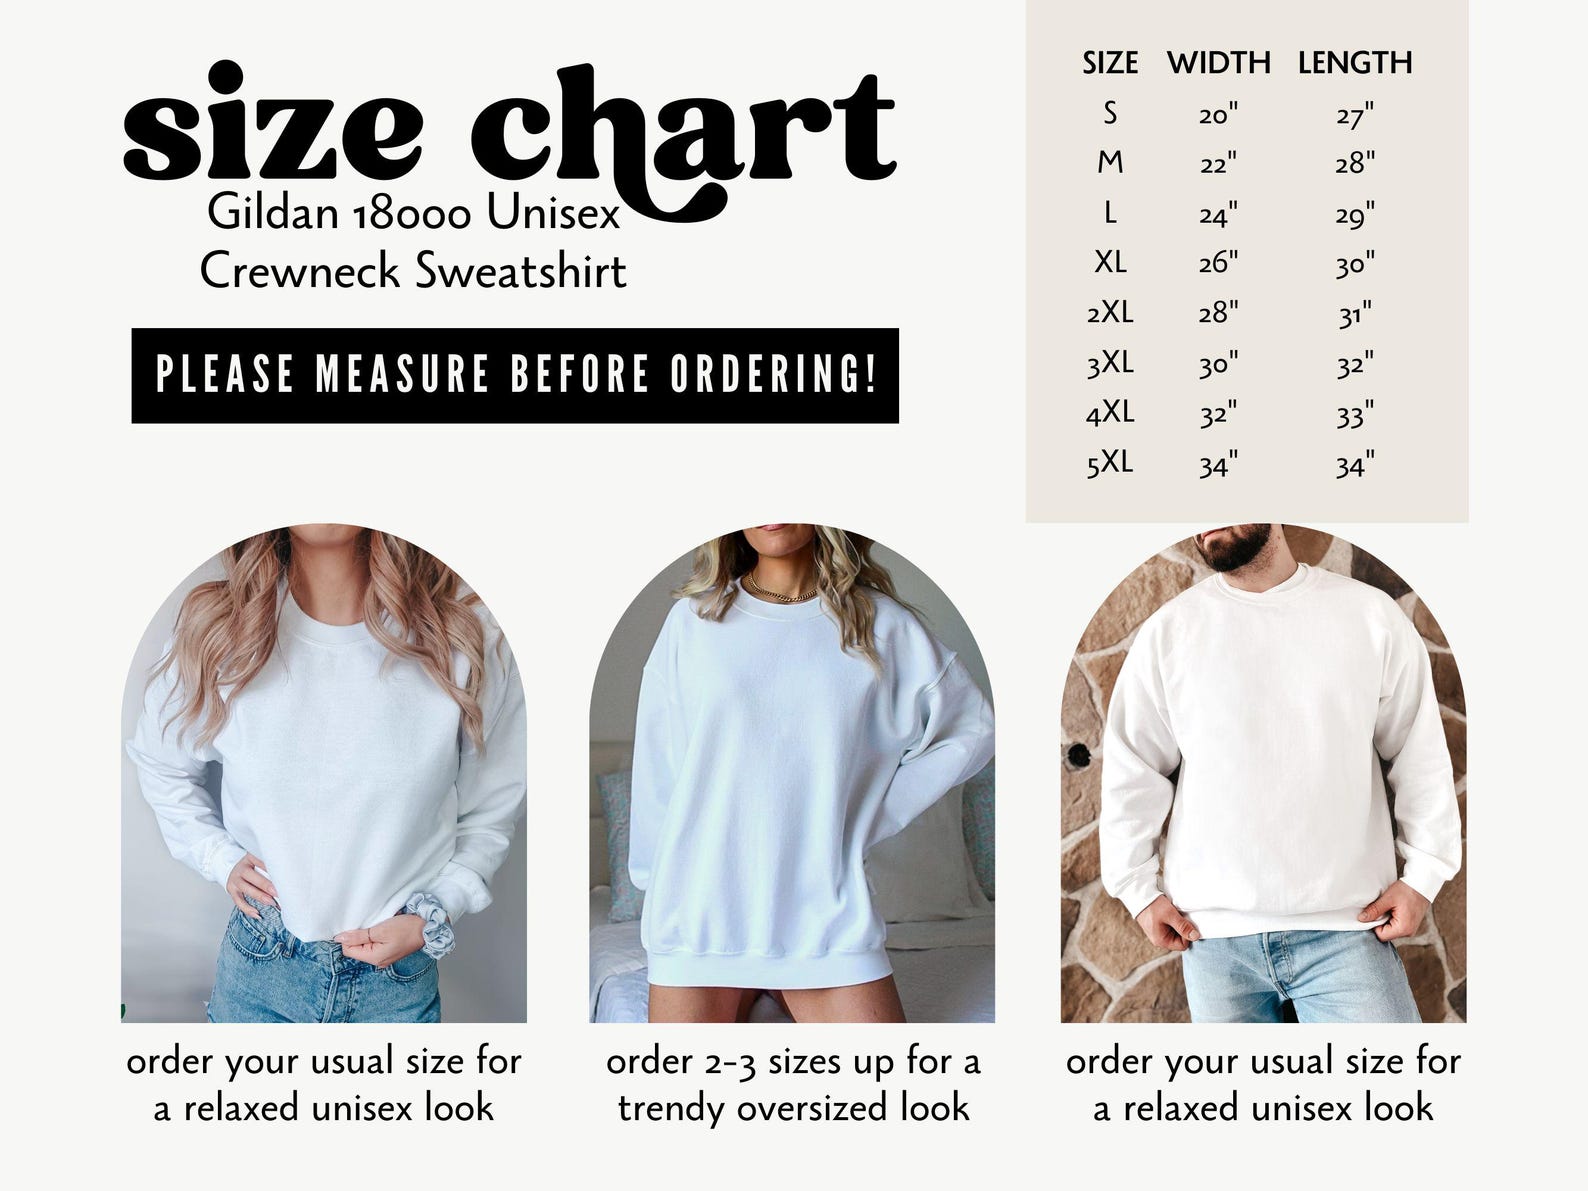 size chart
Gildan 18000 Unisex
Crewneck Sweatshirt
PLEASE MEASURE BEFORE ORDERING!
SIZE WIDTH LENGTH
S 20" 27"
M 22" 28"
L 24" 29"
XL 26" 30"
2XL 28" 31"
3XL 30" 32"
4XL 32" 33"
5XL 34" 34"
order your usual size for
a relaxed unisex look
order 2-3 sizes up for a
trendy oversized look
order your usual size for
a relaxed unisex look